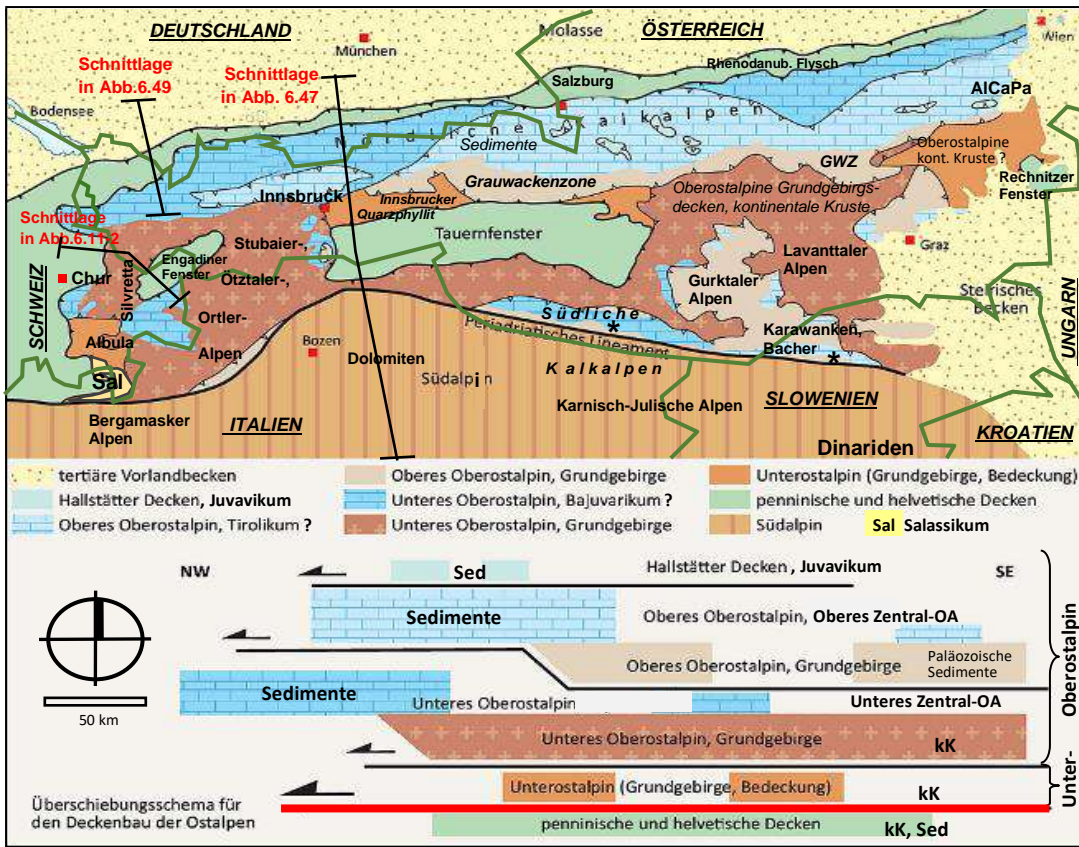 DEUTSCHLAND
München
Molasse
ÖSTERREICH
Wien
Schnittlage
in Abb.6.49
Schnittlage
in Abb. 6.47
Salzburg
Rhenodanub. Flysch
AlCaPa
Bodensee
Nördliche Kalkalpen
Sedimente
Oberostalpine
kont. Kruste ?
GWZ
Grauwackenzone
Rechnitzer
Fenster
Innsbruck
Innsbrucker
Quarzphyllit
Oberostalpine Grundgebirgs-
decken, kontinentale Kruste
Schnittlage
in Abb.6.11-2
Stubaier-,
Tauernfenster
Graz
Lavanttaler
Alpen
Engadiner
Fenster
SCHWEIZ
Chur
Silvretta
Ötztaler-,
Gurktaler
Alpen
Steirisches
Becken
UNGARN
Ortler-
Südliche
*
Periadriatisches Lineament
Karawanken,
Bacher
*
Albula
Alpen
Bozen
Dolomiten
Kalkalpen
Sal
Südalpin
Karnisch-Julische Alpen
SLOWENIEN
Bergamasker
Alpen
ITALIEN
KROATIEN
Dinariden
tertiäre Vorlandbecken
Oberes Oberostalpin, Grundgebirge
Unterostalpin (Grundgebirge, Bedeckung)
Hallstätter Decken, Juvavikum
Unteres Oberostalpin, Bajuvarikum ?
penninische und helvetische Decken
Oberes Oberostalpin, Tirolikum ?
Unteres Oberostalpin, Grundgebirge
Südalpin
Sal Salassikum
NW
Sed
Hallstätter Decken , Juvavikum
SE
Sedimente
Oberes Oberostalpin, Oberes Zentral-OA
Oberes Oberostalpin, Grundgebirge
Paläozoische
Sedimente
Oberostalpin
Sedimente
Unteres Oberostalpin
Unteres Zentral-OA
50 km
Unteres Oberostalpin, Grundgebirge
kK
Unterostalpin (Grundgebirge, Bedeckung)
kK
Unter-
Überschiebungsschema für
den Deckenbau der Ostalpen
penninische und helvetische Decken
kK, Sed